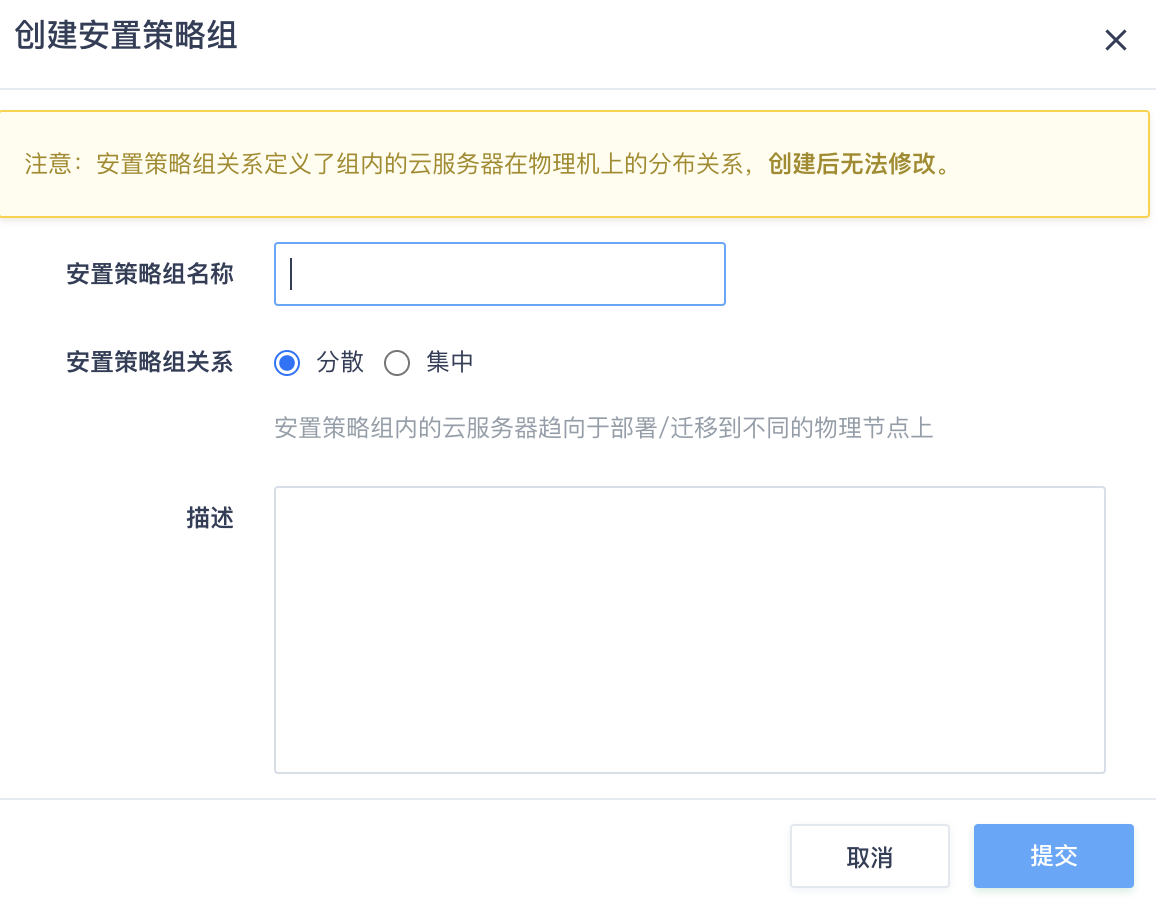 创建安置策略组
注意：安置策略组关系定义了组内的云服务器在物理机上的分布关系，创建后无法修改。
安置策略组名称
安置策略组关系 分散 集中
安置策略组内的云服务器趋向于部署/迁移到不同的物理节点上
描述
取消 提交